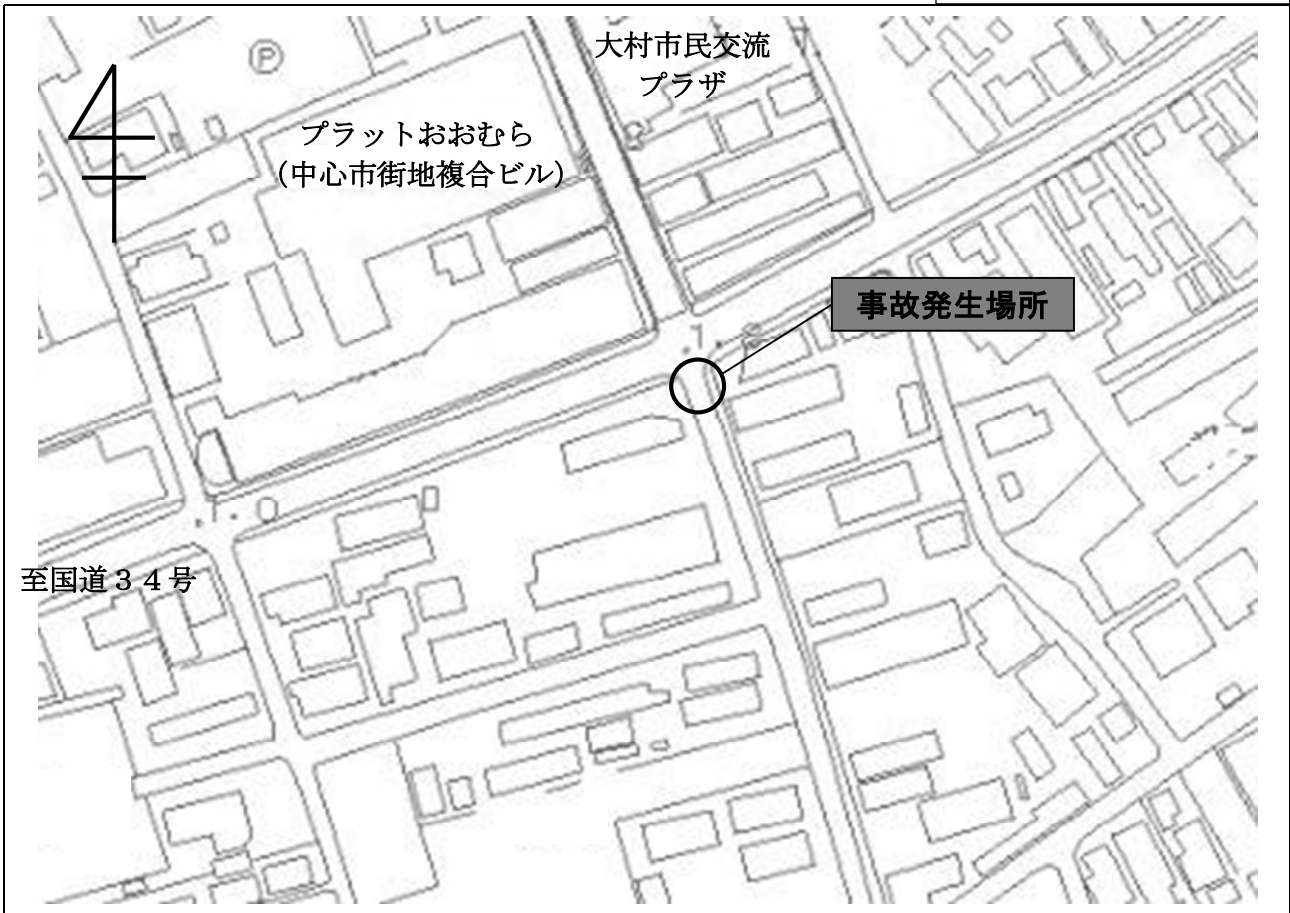 大村市民交流
プラザ
Ⓟ
プラットおおむら
(中心市街地複合ビル)
事故発生場所
至国道34号